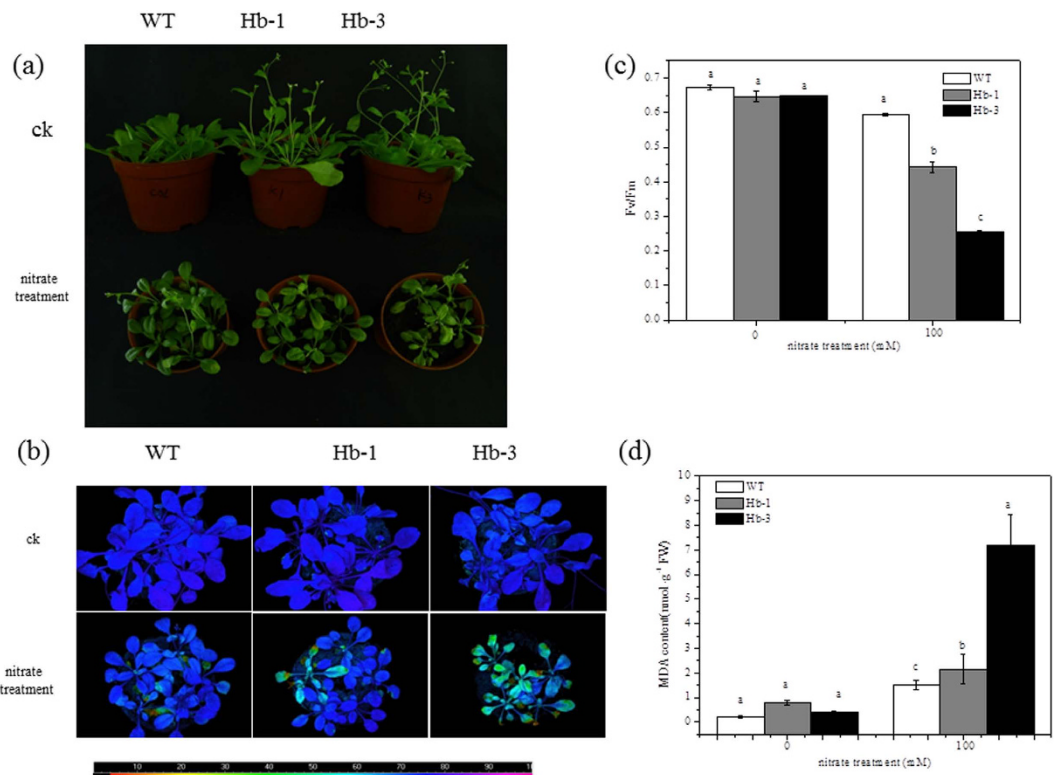 WT Hb-1 Hb-3
(a)
ck
nitrate
treatment
(c)
0.7
0.6
0.5
0.4
0.3
0.2
0.1
0.0
Fv/Fm
a a a
a b c
WT
Hb-1
Hb-3
0 100
nitrate treatment (mM)
(b)
WT Hb-1 Hb-3
ck
nitrate
treatment
10 20 30 40 50 60 70 80 90
(d)
10
9
8
7
6
5
4
3
2
1
0
MDA content(nmol·g⁻¹ FW)
WT
Hb-1
Hb-3
a a a
c b a
0 100
nitrate treatment (mM)